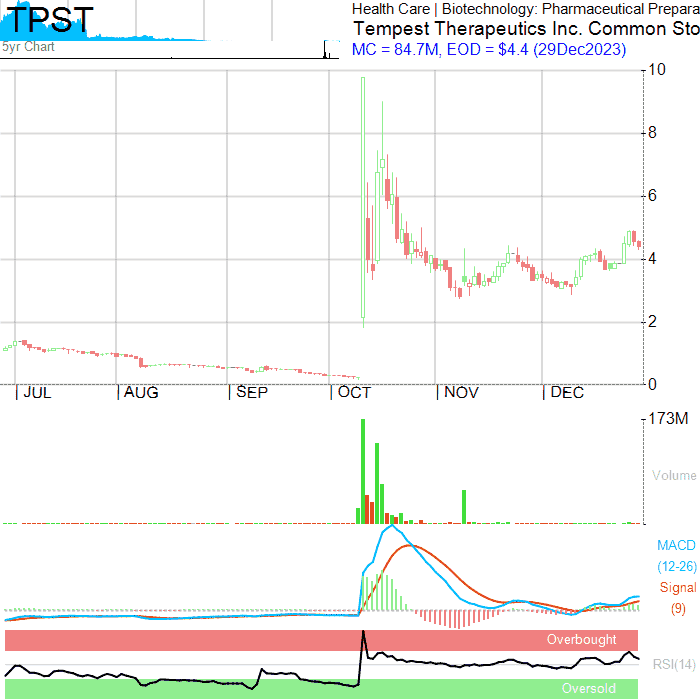 TPST
5yr Chart
Health Care | Biotechnology: Pharmaceutical Prepara
Tempest Therapeutics Inc. Common Sto
MC = 84.7M, EOD = $4.4 (29Dec2023)
10
8
6
4
2
0
JUL AUG SEP OCT NOV DEC
173M
Volume
MACD
(12-26)
Signal
(9)
Overbought
RSI(14)
Oversold